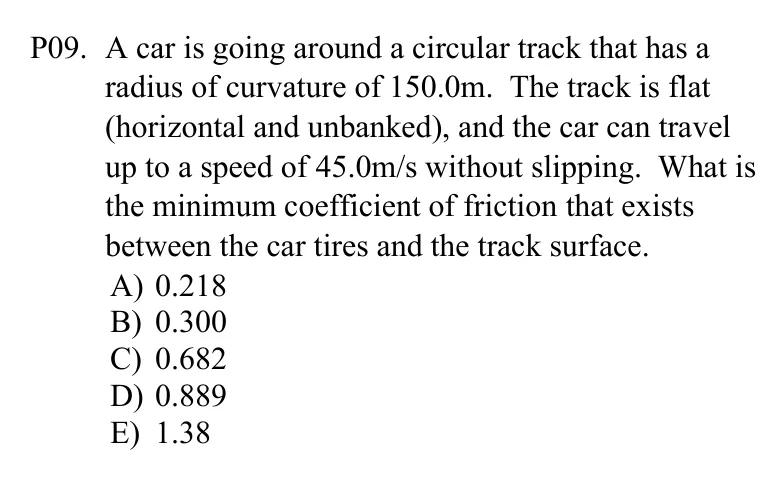 P09. A car is going around a circular track that has a
radius of curvature of 150.0m. The track is flat
(horizontal and unbanked), and the car can travel
up to a speed of 45.0m/s without slipping. What is
the minimum coefficient of friction that exists
between the car tires and the track surface.
A) 0.218
B) 0.300
C) 0.682
D) 0.889
E) 1.38